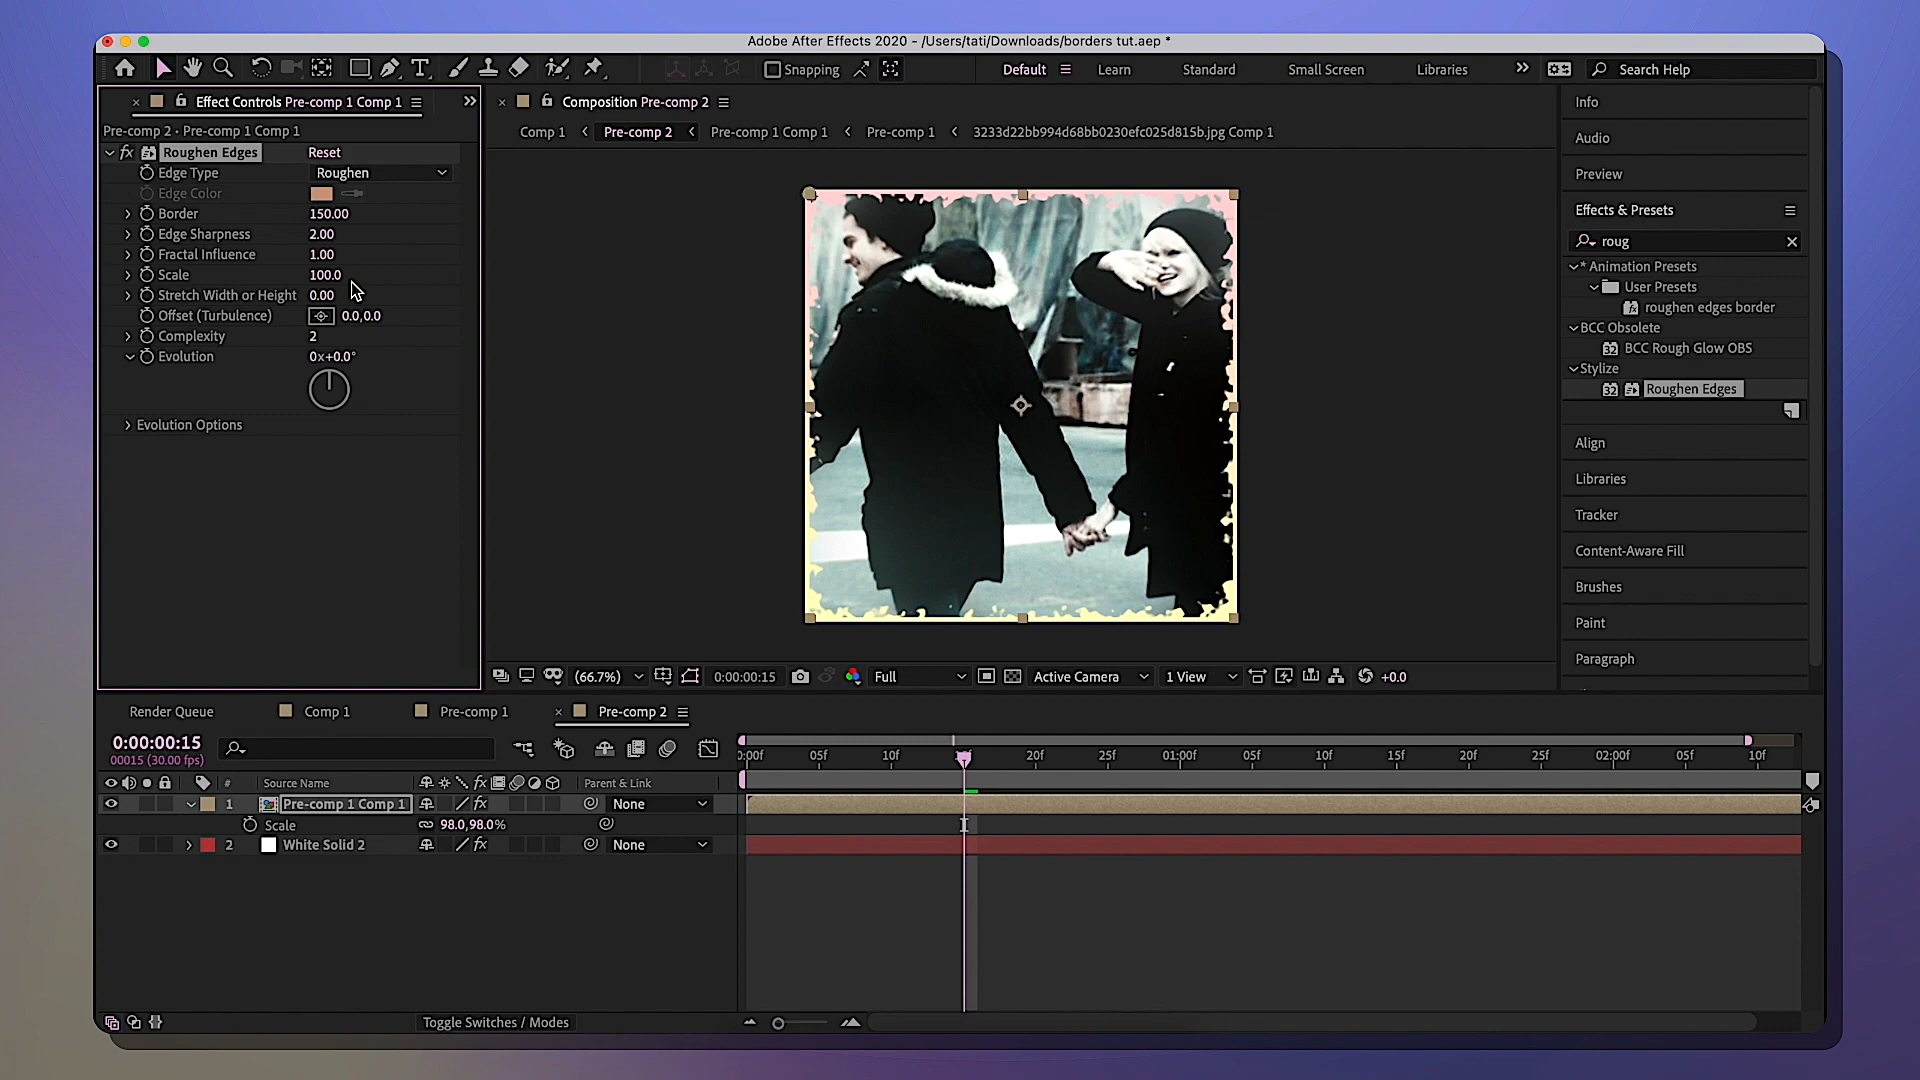 Adobe After Effects 2020 - /Users/tati/Downloads/borders tut.aep *
Snapping
Default
Learn
Standard
Small Screen
Libraries
Search Help
Effect Controls Pre-comp 1 Comp 1
Pre-comp 2 · Pre-comp 1 Comp 1
fx Roughen Edges Reset
Edge Type Roughen
Edge Color
Border 150.00
Edge Sharpness 2.00
Fractal Influence 1.00
Scale 100.0
Stretch Width or Height 0.00
Offset (Turbulence) 0.0,0.0
Complexity 2
Evolution 0x+0.0°
Evolution Options
Composition Pre-comp 2
Comp 1 Pre-comp 2 Pre-comp 1 Comp 1 Pre-comp 1 3233d22bb994d68bb0230efc025d815b.jpg Comp 1
(66.7%) 0:00:00:15 Full Active Camera 1 View +0.0
Info
Audio
Preview
Effects & Presets
roug
* Animation Presets
User Presets
roughen edges border
BCC Obsolete
32 BCC Rough Glow OBS
Stylize
32 Roughen Edges
Align
Libraries
Tracker
Content-Aware Fill
Brushes
Paint
Paragraph
Render Queue Comp 1 Pre-comp 1 Pre-comp 2
0:00:00:15
00015 (30.00 fps)
05f 10f 20f 25f 01:00f 05f 10f 15f 20f 25f 02:00f 05f 10f
# Source Name fx Parent & Link
1 Pre-comp 1 Comp 1 fx None
Scale 98.0,98.0%
2 White Solid 2 fx None
Toggle Switches / Modes